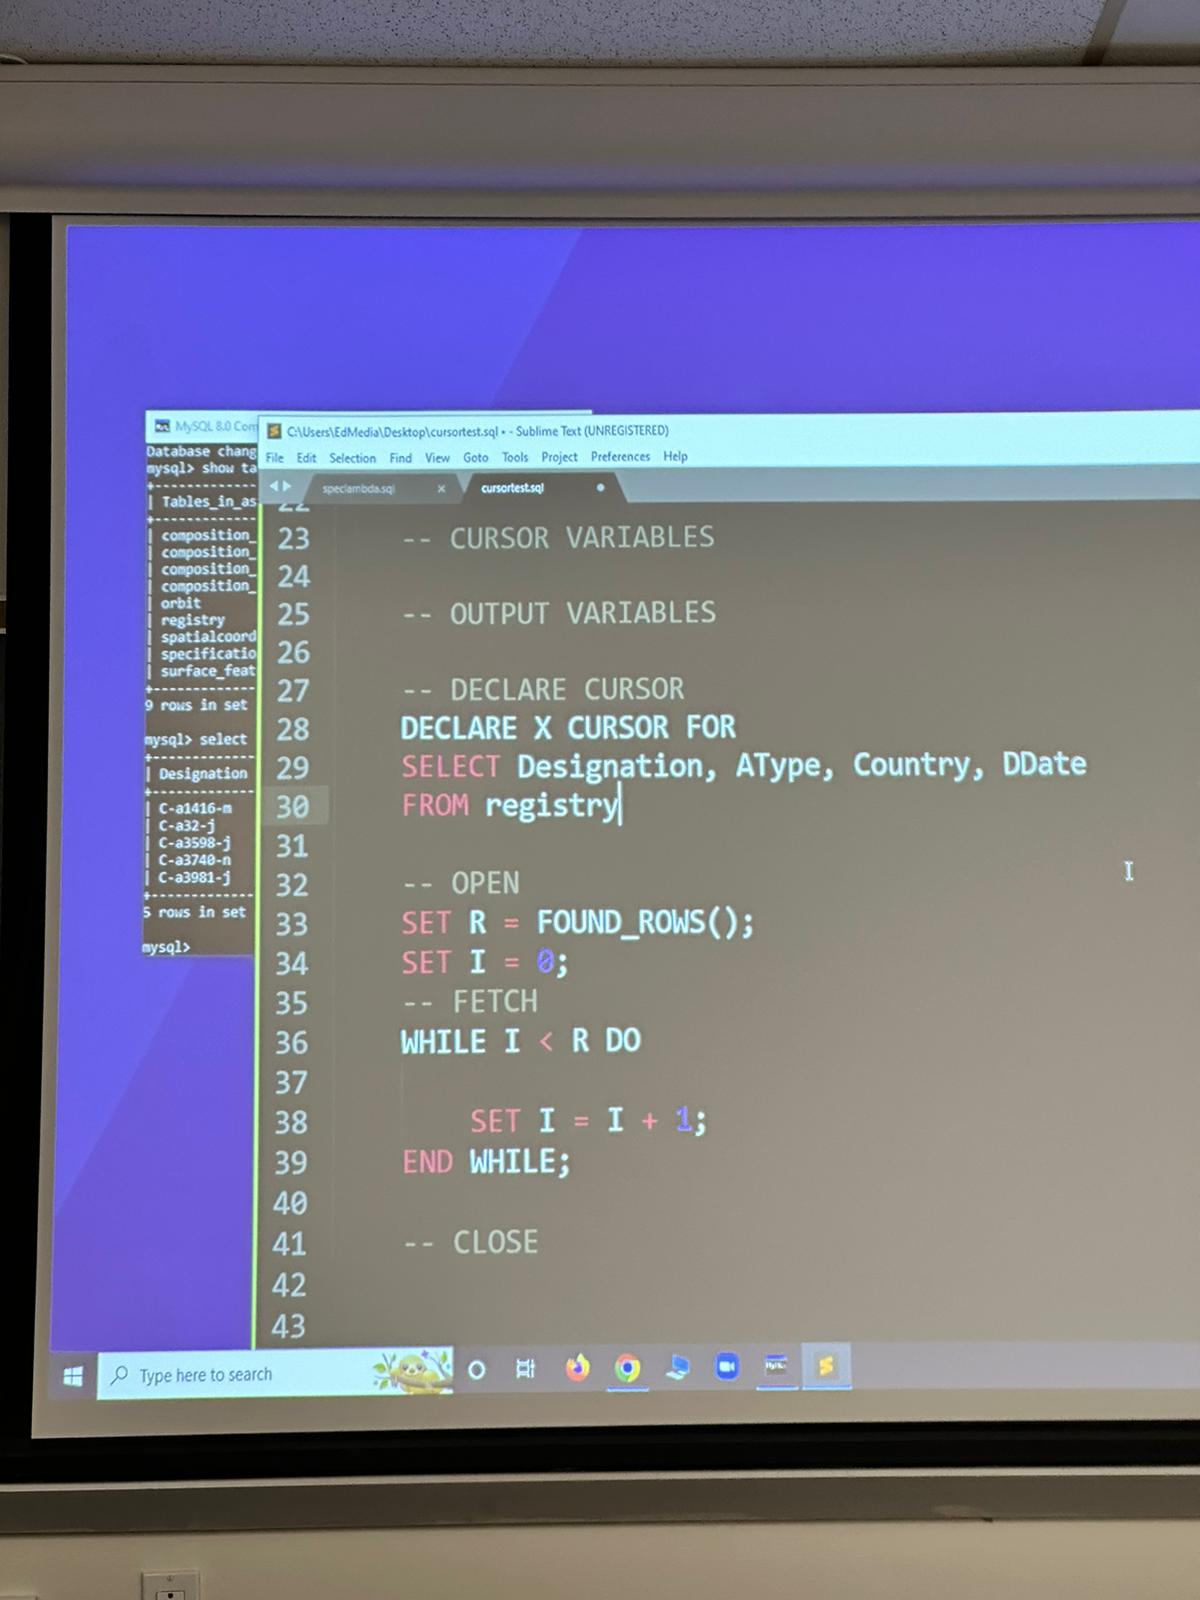 MySQL 8.0 Com
Database chang
mysql> show ta
Tables_in_as
composition_
composition_
composition_
composition_
orbit
registry
spatialcoord
specificatio
surface_feat
9 rows in set
mysql> select
Designation
C-a1416-m
C-a32-j
C-a3598-j
C-a3740-n
C-a3981-j
5 rows in set
mysql>
C:\Users\EdMedia\Desktop\cursortest.sql • - Sublime Text (UNREGISTERED)
File Edit Selection Find View Goto Tools Project Preferences Help
speclambda.sql × cursortest.sql
22
23 -- CURSOR VARIABLES
24
25 -- OUTPUT VARIABLES
26
27 -- DECLARE CURSOR
28 DECLARE X CURSOR FOR
29 SELECT Designation, AType, Country, DDate
30 FROM registry
31
32 -- OPEN
33 SET R = FOUND_ROWS();
34 SET I = 0;
35 -- FETCH
36 WHILE I < R DO
37
38 SET I = I + 1;
39 END WHILE;
40
41 -- CLOSE
42
43
Type here to search